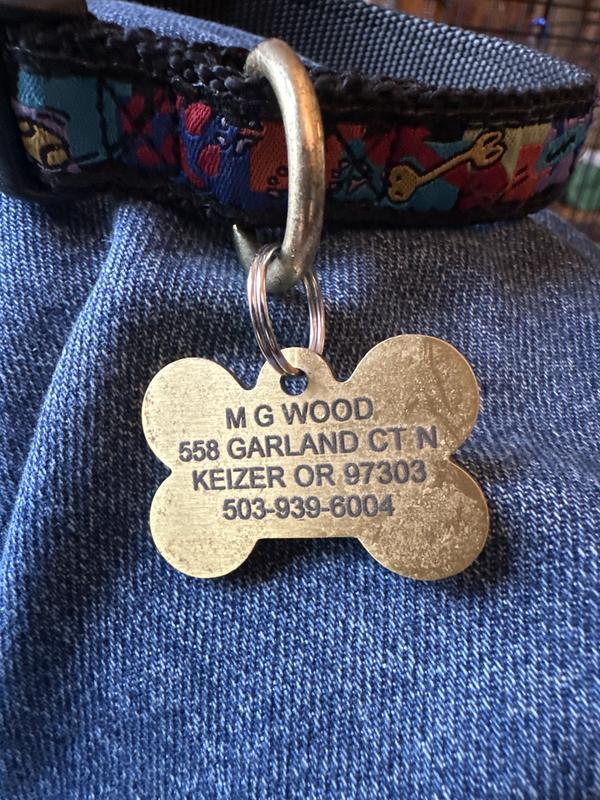 M G WOOD
558 GARLAND CT N
KEIZER OR 97303
503-939-6004